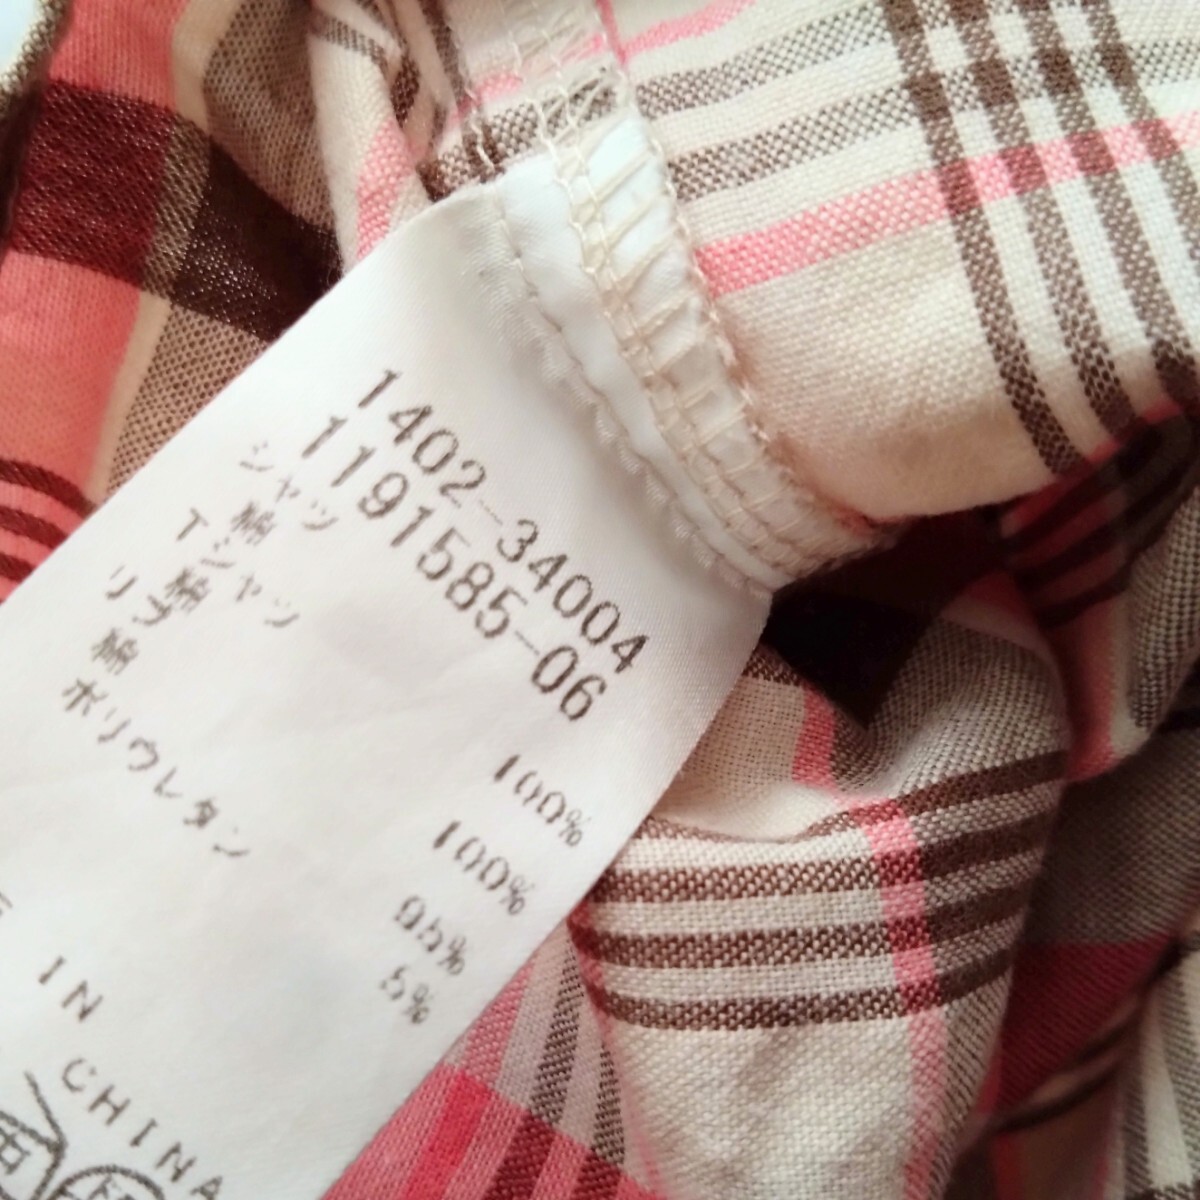 1402-34004
1191585-06
シャツ
綿 100%
Tシャツ
綿 100%
リブ
綿 95%
ポリウレタン 5%
IN CHINA